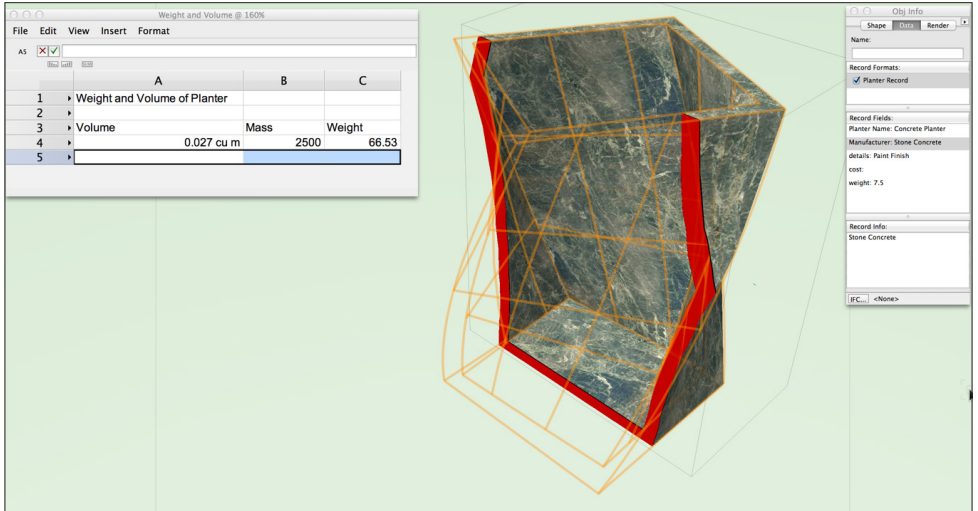 Weight and Volume @ 160%
File Edit View Insert Format
A5
A B C
1 Weight and Volume of Planter
2
3 Volume Mass Weight
4 0.027 cu m 2500 66.53
5
Obj Info
Shape Data Render
Name:
Record Formats:
Planter Record
Record Fields:
Planter Name: Concrete Planter
Manufacturer: Stone Concrete
details: Paint Finish
cost:
weight: 7.5
Record Info:
Stone Concrete
IFC... <None>